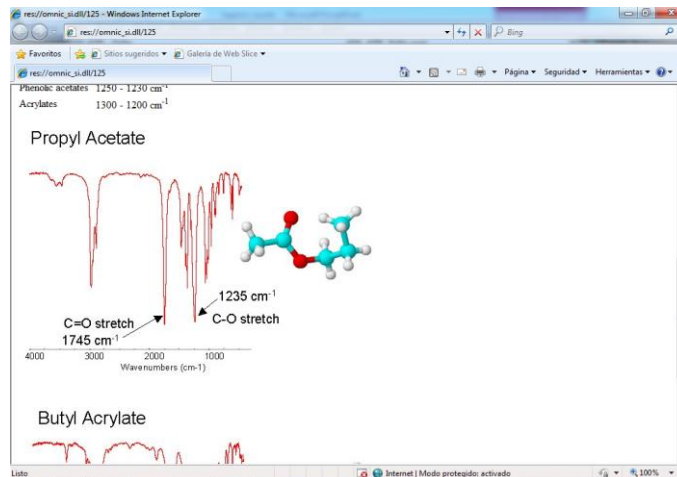 res://omnic_si.dll/125 - Windows Internet Explorer
res://omnic_si.dll/125
Bing
Favoritos
Sitios sugeridos
Galería de Web Slice
res://omnic_si.dll/125
Página
Seguridad
Herramientas
Phenolic acetates 1250 - 1230 cm-1
Acrylates 1300 - 1200 cm-1
Propyl Acetate
1235 cm-1
C=O stretch
C-O stretch
1745 cm-1
4000 3000 2000 1000
Wavenumbers (cm-1)
Butyl Acrylate
Listo
Internet | Modo protegido: activado
100%